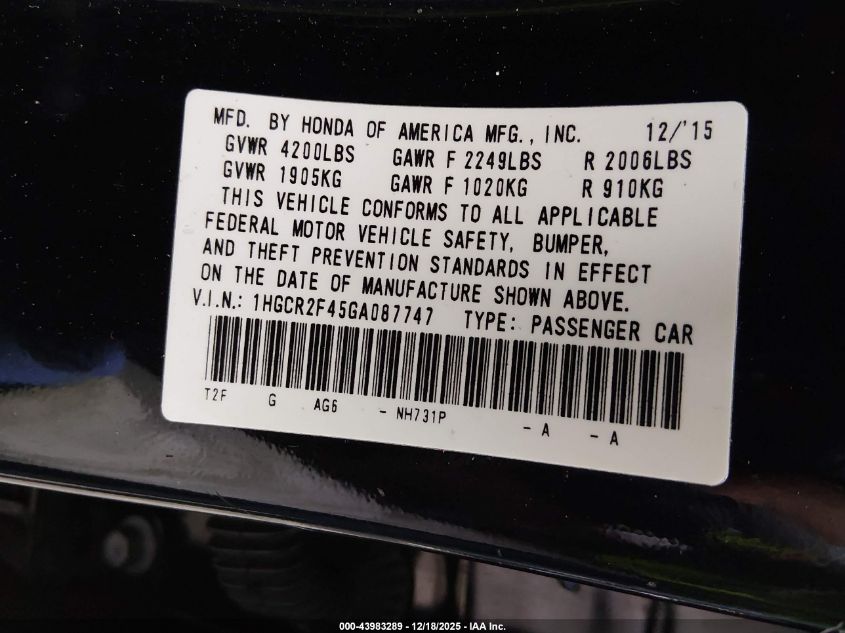 MFD. BY HONDA OF AMERICA MFG., INC. 12/'15
GVWR 4200LBS GAWR F 2249LBS R 2006LBS
GVWR 1905KG GAWR F 1020KG R 910KG
THIS VEHICLE CONFORMS TO ALL APPLICABLE
FEDERAL MOTOR VEHICLE SAFETY, BUMPER,
AND THEFT PREVENTION STANDARDS IN EFFECT
ON THE DATE OF MANUFACTURE SHOWN ABOVE.
V.I.N.: 1HGCR2F45GA087747 TYPE: PASSENGER CAR
T2F G AG6 - NH731P - A - A
000-43983289 - 12/18/2025 - IAA Inc.